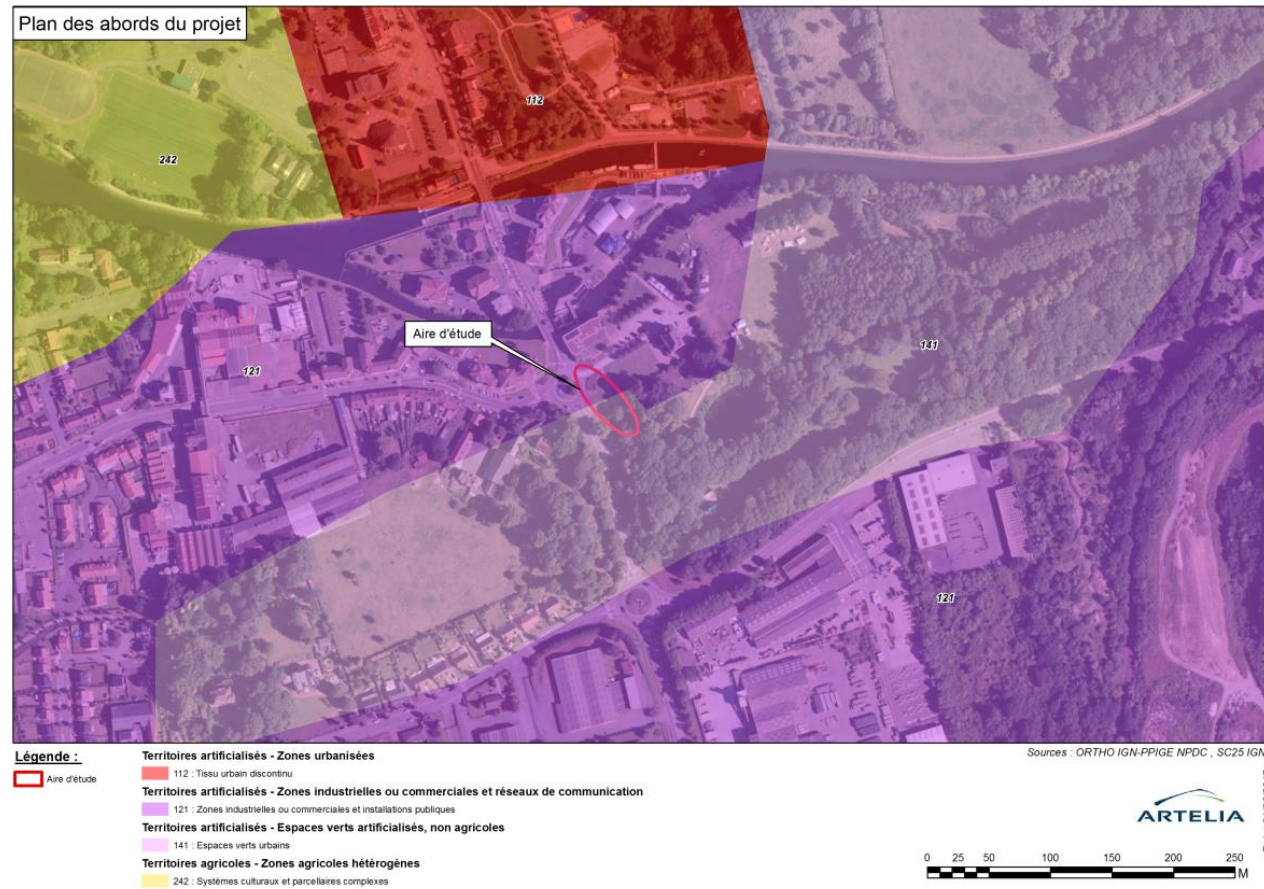 Plan des abords du projet
112
242
Aire d'étude
141
121
121
Légende :
Aire d'étude
Territoires artificialisés - Zones urbanisées
112 : Tissu urbain discontinu
Territoires artificialisés - Zones industrielles ou commerciales et réseaux de communication
121 : Zones industrielles ou commerciales et installations publiques
Territoires artificialisés - Espaces verts artificialisés, non agricoles
141 : Espaces verts urbains
Territoires agricoles - Zones agricoles hétérogènes
242 : Systèmes culturaux et parcellaires complexes
Sources : ORTHO IGN-PPIGE NPDC , SC25 IGN
ARTELIA
0 25 50 100 150 200 250
M